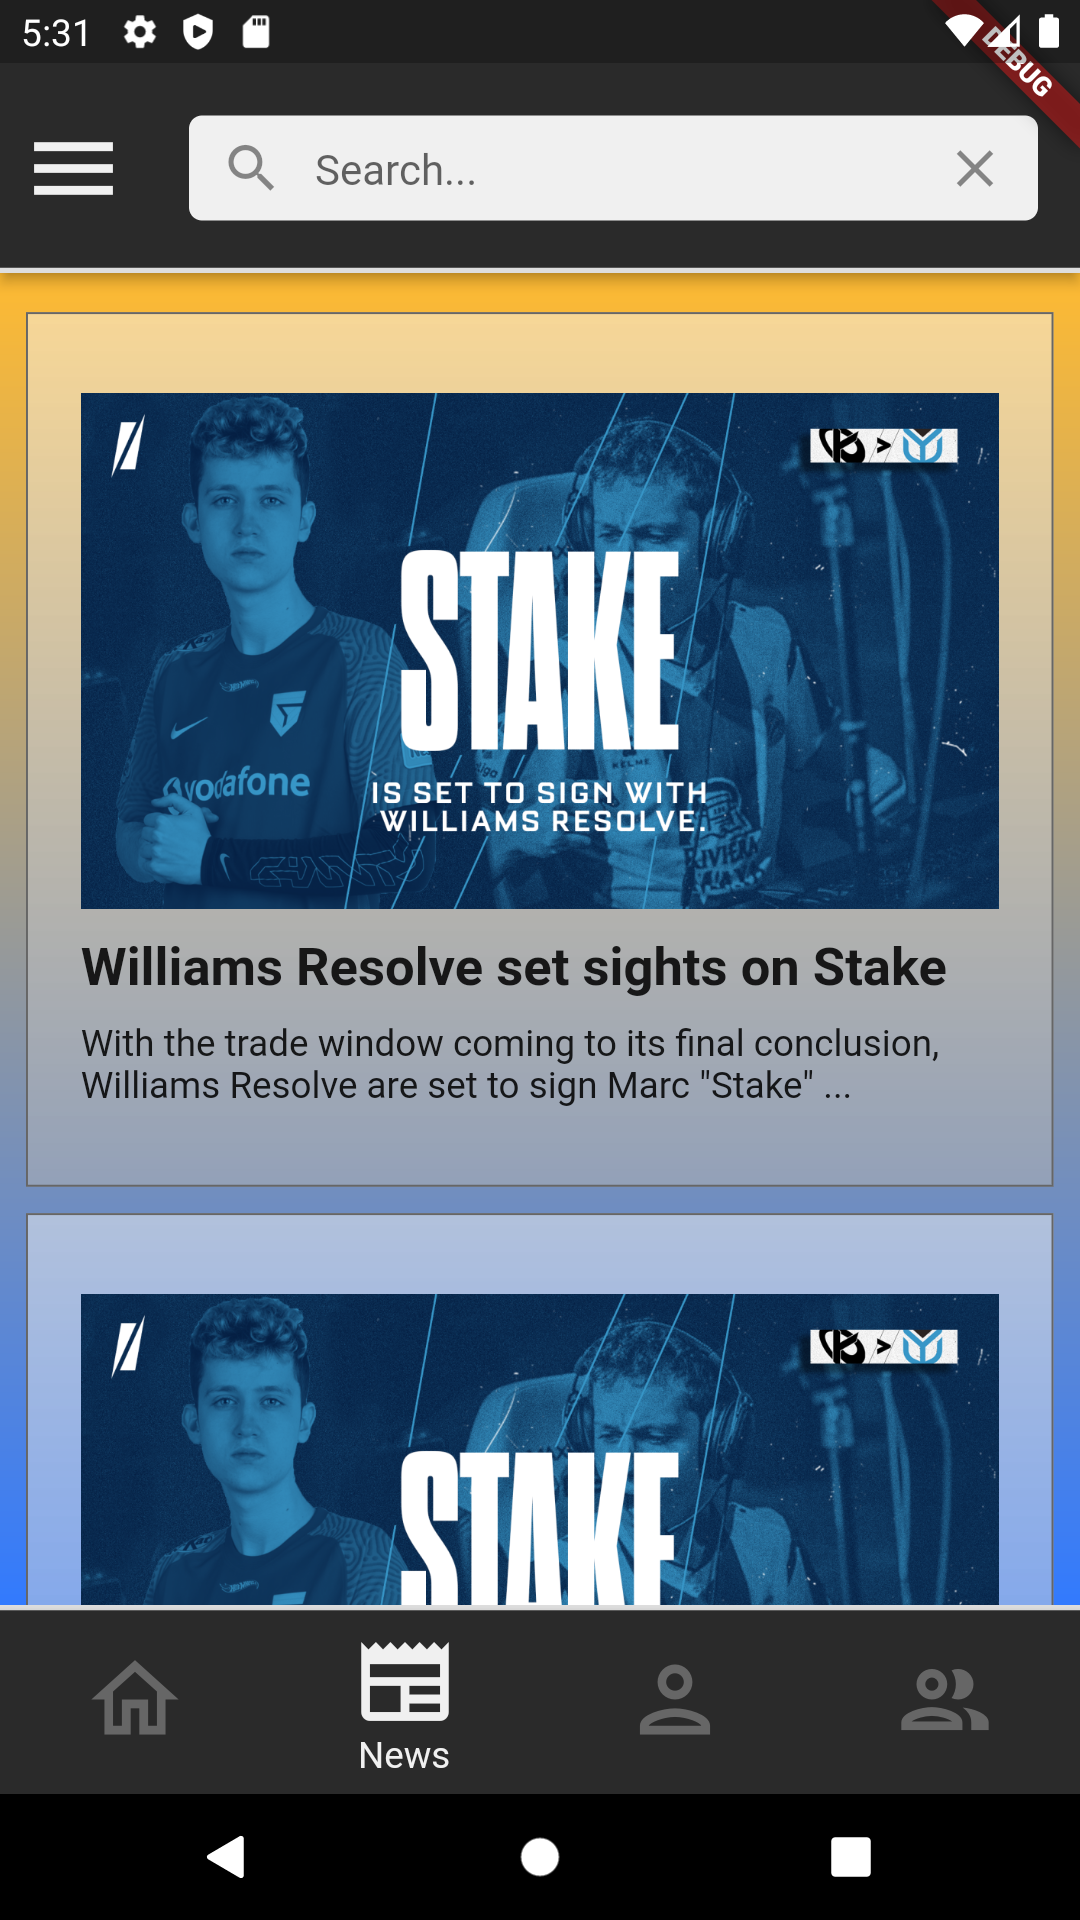 5:31
DEBUG
Search...
>
STAKE
vodafone
KELME
RIVIERA
IS SET TO SIGN WITH
WILLIAMS RESOLVE.
Williams Resolve set sights on Stake
With the trade window coming to its final conclusion,
Williams Resolve are set to sign Marc "Stake" ...
>
STAKE
News